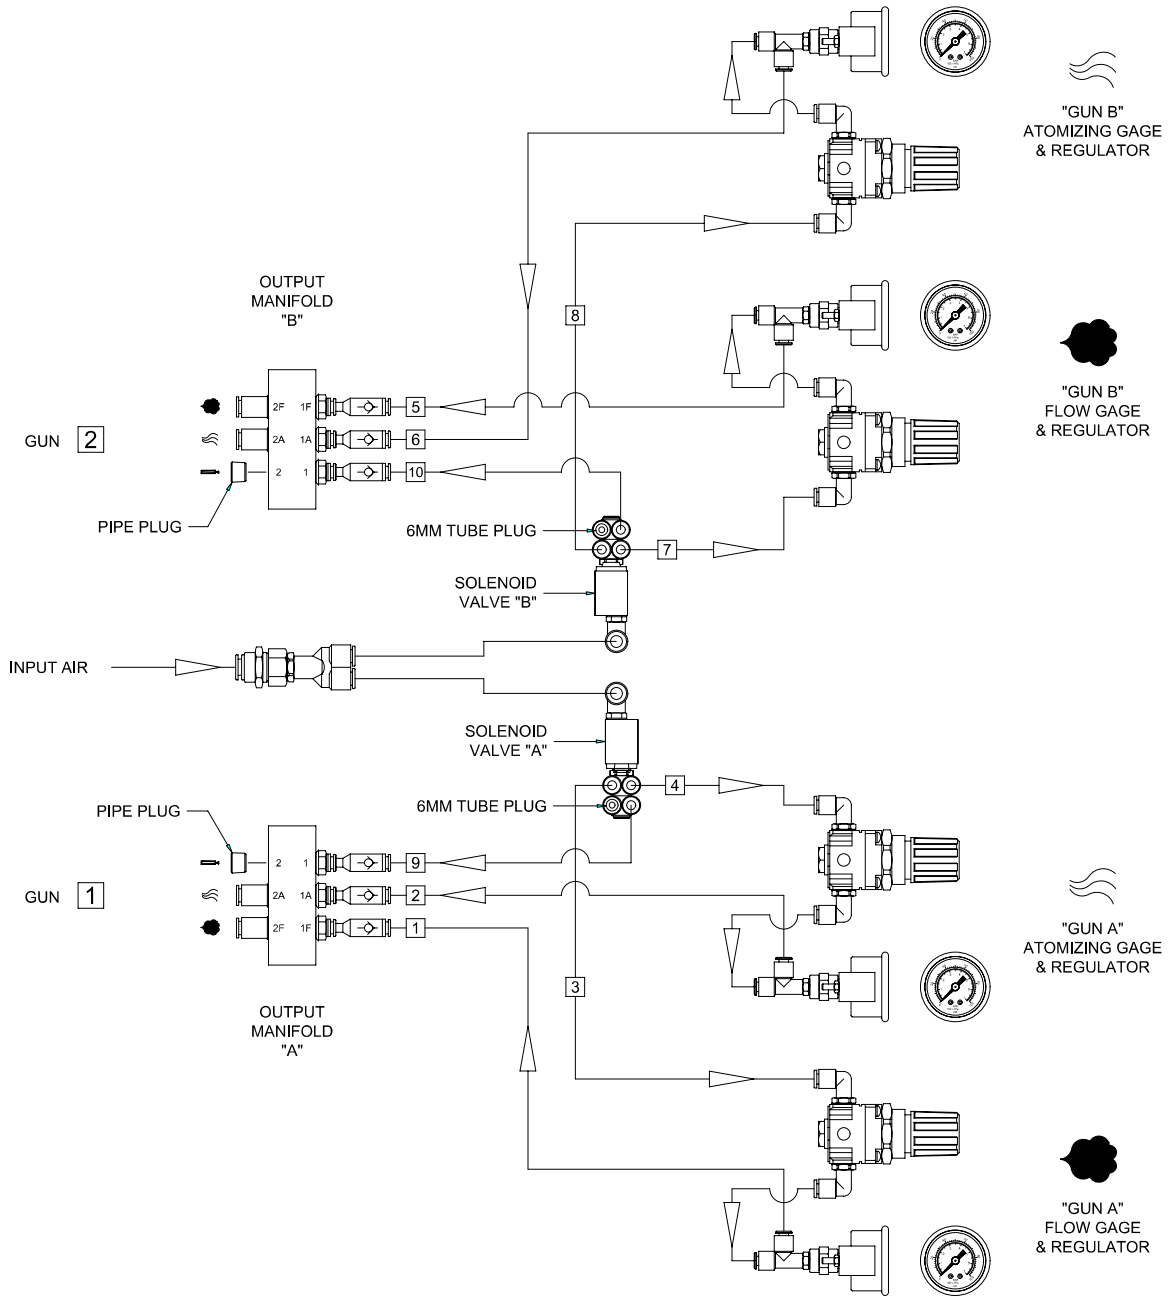 "GUN B"
ATOMIZING GAGE
& REGULATOR
OUTPUT
MANIFOLD
"B"
8
"GUN B"
FLOW GAGE
& REGULATOR
2F 1F 5
GUN 2
2A 1A 6
2 1 10
PIPE PLUG
6MM TUBE PLUG
7
SOLENOID
VALVE "B"
INPUT AIR
SOLENOID
VALVE "A"
4
PIPE PLUG
6MM TUBE PLUG
2 1 9
GUN 1
2A 1A 2
2F 1F 1
"GUN A"
ATOMIZING GAGE
& REGULATOR
3
OUTPUT
MANIFOLD
"A"
"GUN A"
FLOW GAGE
& REGULATOR